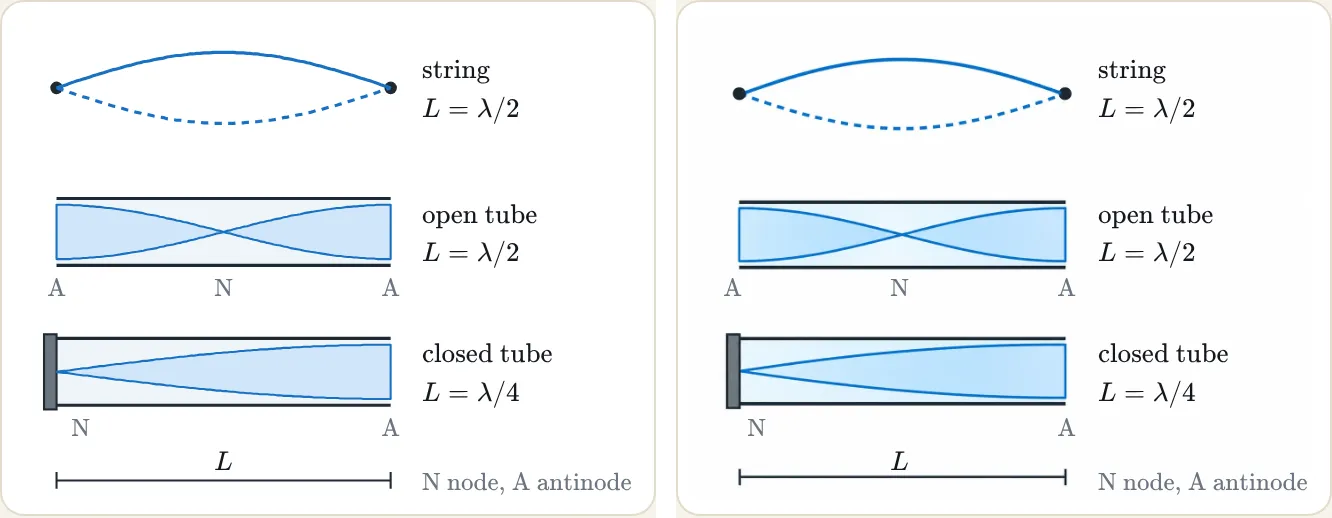 string
L = λ/2
open tube
L = λ/2
A N A
closed tube
L = λ/4
N A
L
N node, A antinode
string
L = λ/2
open tube
L = λ/2
A N A
closed tube
L = λ/4
N A
L
N node, A antinode